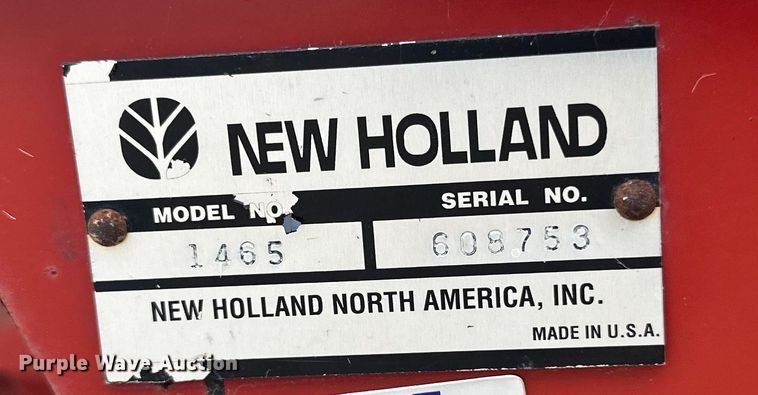 NEW HOLLAND
MODEL NO.
SERIAL NO.
1465
608753
NEW HOLLAND NORTH AMERICA, INC.
MADE IN U.S.A.
Purple Wave Auction